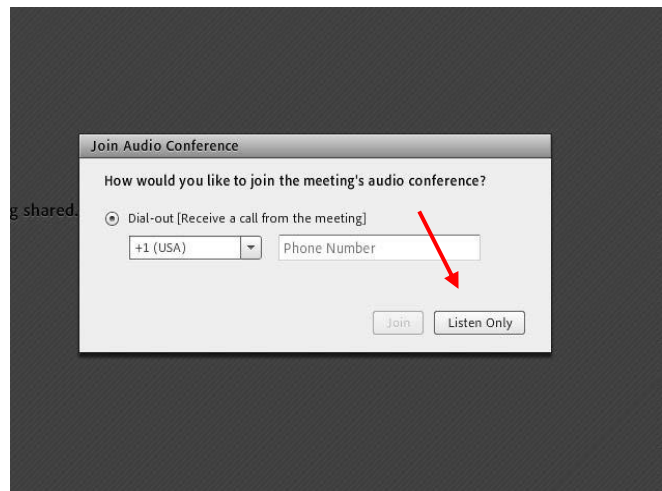 Join Audio Conference
How would you like to join the meeting's audio conference?
g shared.
Dial-out [Receive a call from the meeting]
+1 (USA) Phone Number
Join Listen Only